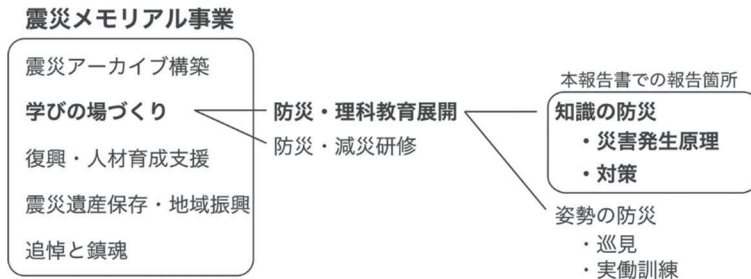 震災メモリアル事業
震災アーカイブ構築
学びの場づくり
復興・人材育成支援
震災遺産保存・地域振興
追悼と鎮魂
防災・理科教育展開
防災・減災研修
本報告書での報告箇所
知識の防災
・災害発生原理
・対策
姿勢の防災
・巡見
・実働訓練